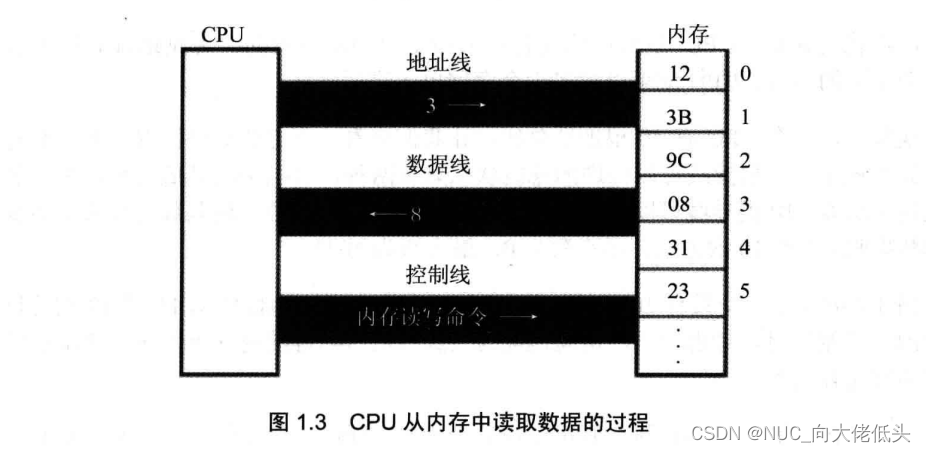 CPU
内存
地址线
3 →
12 0
3B 1
数据线
9C 2
← 8
08 3
31 4
控制线
23 5
内存读写命令 →
图 1.3 CPU 从内存中读取数据的过程
CSDN @NUC_向大佬低头